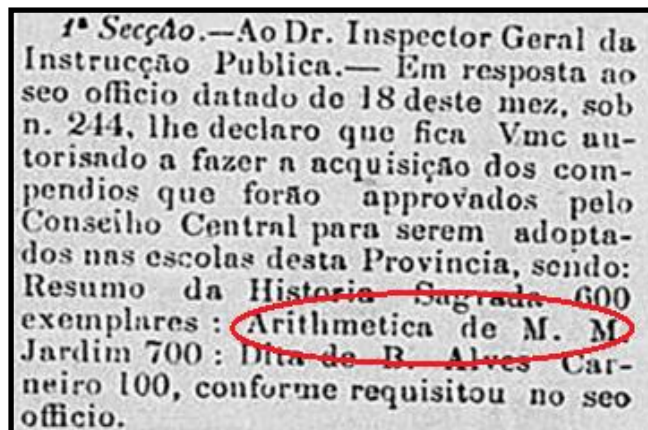 1ª Secção.—Ao Dr. Inspector Geral da
Instrucção Publica.— Em resposta ao
seo officio datado de 18 deste mez, sob
n. 244, lhe declaro que fica Vmc au-
torisado a fazer a acquisição dos com-
pendios que forão approvados pelo
Conselho Central para serem adopta-
dos nas escolas desta Provincia, sendo:
Resumo da Historia Sagrada 600
exemplares : Arithmetica de M. M.
Jardim 700 : Dita de B. Alves Car-
neiro 100, conforme requisitou no seo
officio.